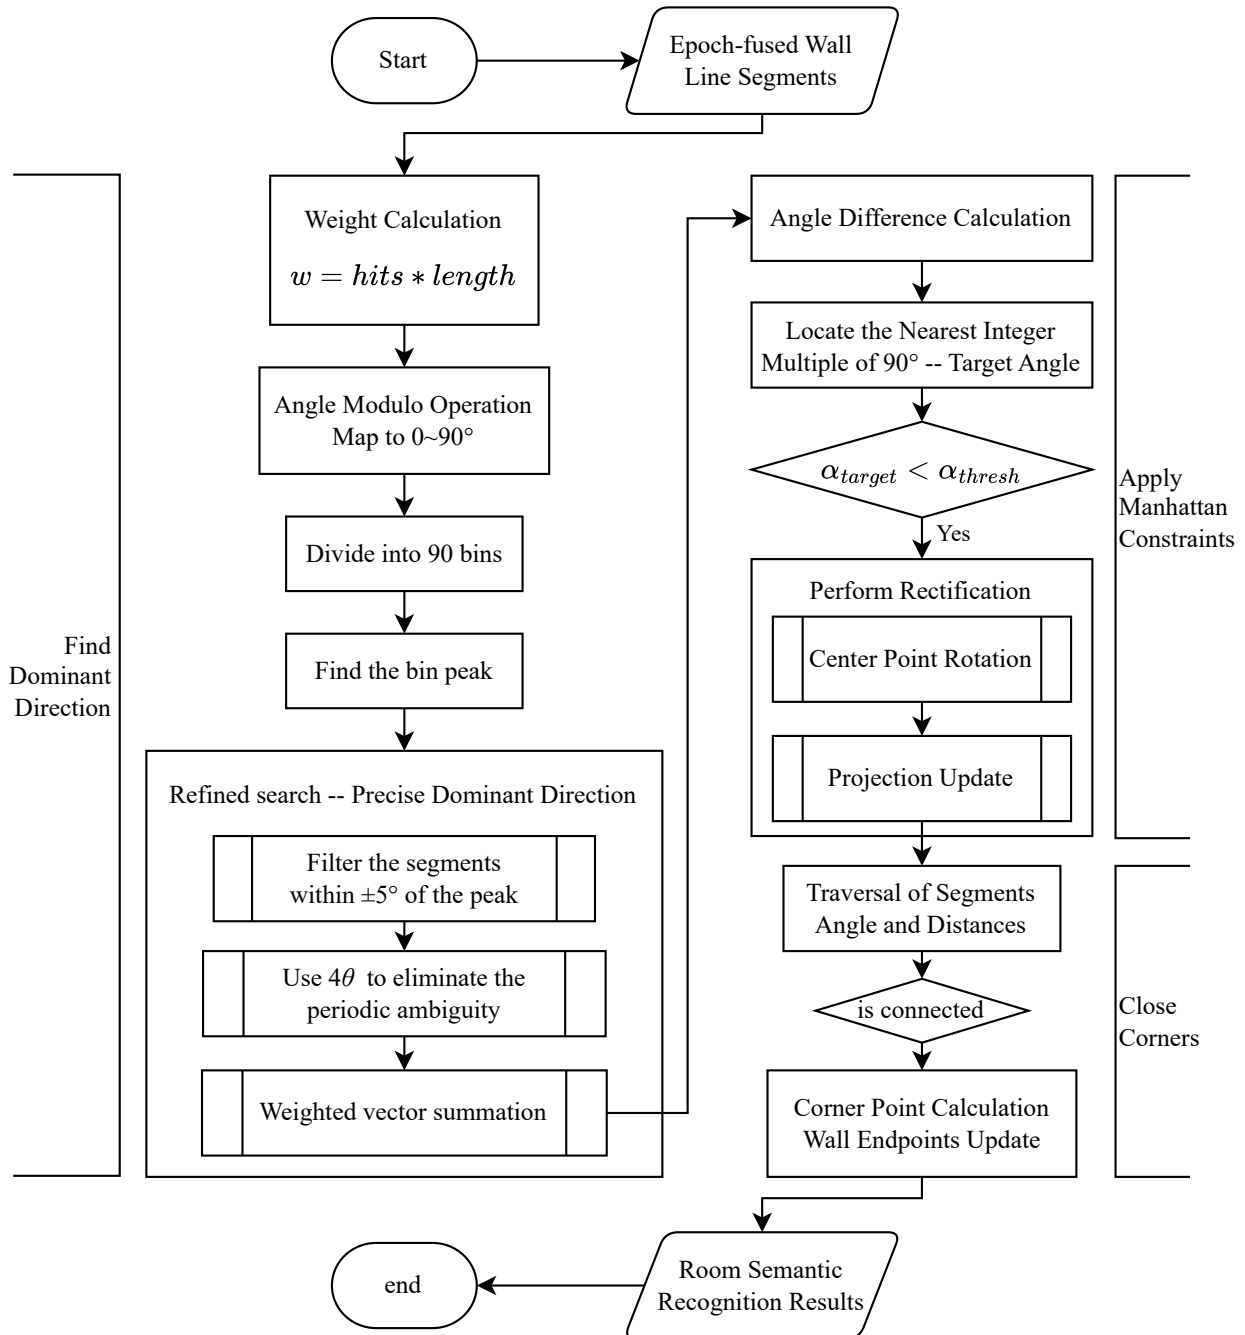 Start
Epoch-fused Wall
Line Segments
Find
Dominant
Direction
Weight Calculation
w = hits * length
Angle Modulo Operation
Map to 0~90°
Divide into 90 bins
Find the bin peak
Refined search -- Precise Dominant Direction
Filter the segments
within ±5° of the peak
Use 4θ to eliminate the
periodic ambiguity
Weighted vector summation
Angle Difference Calculation
Locate the Nearest Integer
Multiple of 90° -- Target Angle
α_target < α_thresh
Yes
Perform Rectification
Center Point Rotation
Projection Update
Apply
Manhattan
Constraints
Traversal of Segments
Angle and Distances
is connected
Corner Point Calculation
Wall Endpoints Update
Close
Corners
Room Semantic
Recognition Results
end